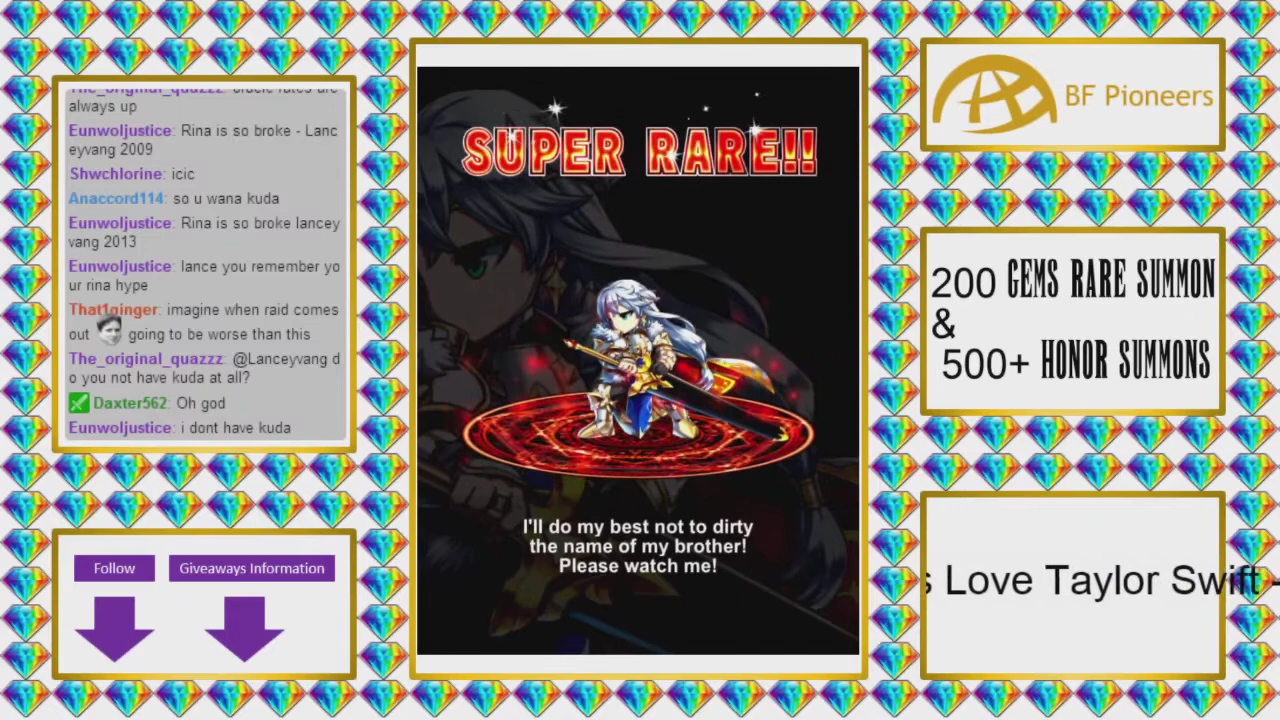 The_original_quazzz: oracle rates are
always up
Eunwoljustice: Rina is so broke - Lanc
eyvang 2009
Shwchlorine: icic
Anaccord114: so u wana kuda
Eunwoljustice: Rina is so broke lancey
vang 2013
Eunwoljustice: lance you remember yo
ur rina hype
That1ginger: imagine when raid comes
out going to be worse than this
The_original_quazzz: @Lanceyvang d
o you not have kuda at all?
Daxter562: Oh god
Eunwoljustice: i dont have kuda
Follow
Giveaways Information
SUPER RARE!!
I'll do my best not to dirty
the name of my brother!
Please watch me!
BF Pioneers
200 GEMS RARE SUMMON
&
500+ HONOR SUMMONS
s Love Taylor Swift -